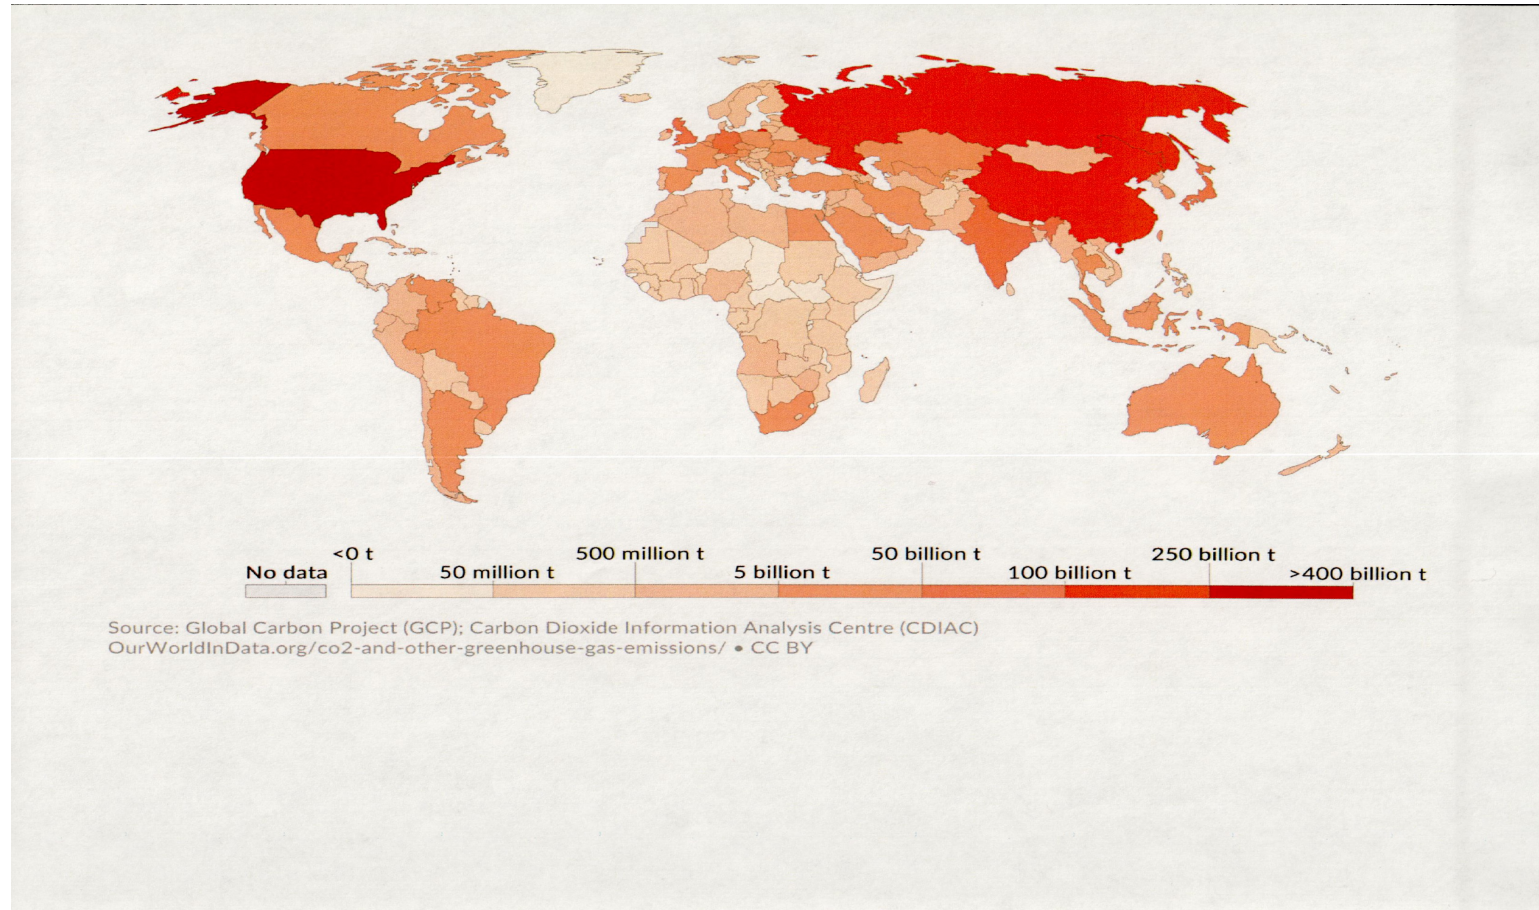 <0 t
500 million t
50 billion t
250 billion t
No data
50 million t
5 billion t
100 billion t
>400 billion t
Source: Global Carbon Project (GCP); Carbon Dioxide Information Analysis Centre (CDIAC)
OurWorldInData.org/co2-and-other-greenhouse-gas-emissions/ • CC BY